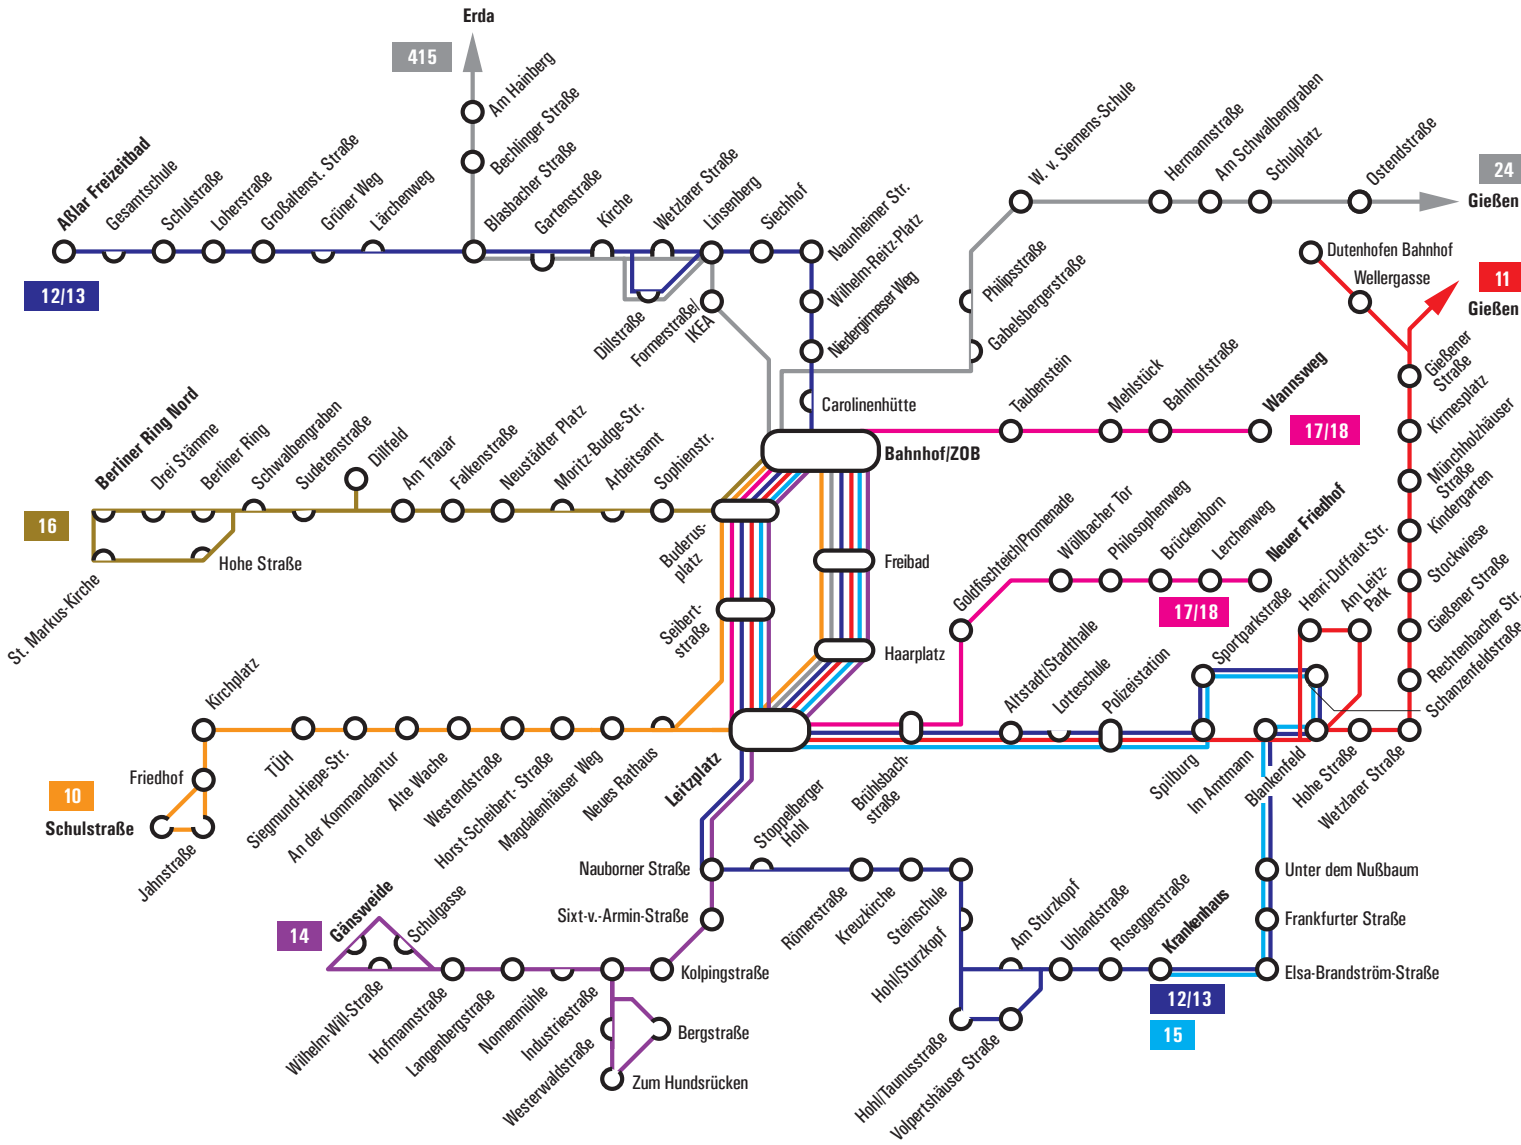 Erda
415
Am Hainberg
Bechlinger Straße
Aßlar Freizeitbad
Gesamtschule
Schulstraße
Loherstraße
Großaltenst. Straße
Grüner Weg
Lärchenweg
Blasbacher Straße
Gartenstraße
Kirche
Wetzlarer Straße
Linsenberg
Siechhof
Naunheimer Str.
Wilhelm-Reitz-Platz
Niedergirmeser Weg
Carolinenhütte
12/13
Dillstraße
Formerstraße/
IKEA
W. v. Siemens-Schule
Hermannstraße
Am Schwalbengraben
Schulplatz
Ostendstraße
24
Gießen
Philipsstraße
Gabelsbergerstraße
Dutenhofen Bahnhof
Wellergasse
11
Gießen
Gießener
Straße
Kirmesplatz
Münchholzhäuser
Straße
Kindergarten
Stockwiese
Gießener Straße
Rechtenbacher Str.
Schanzenfeldstraße
Taubenstein
Mehlstück
Bahnhofstraße
Wannsweg
17/18
Bahnhof/ZOB
Berliner Ring Nord
Drei Stämme
Berliner Ring
Schwalbengraben
Sudetenstraße
Dillfeld
Am Trauar
Falkenstraße
Neustädter Platz
Moritz-Budge-Str.
Arbeitsamt
Sophienstr.
16
Hohe Straße
St. Markus-Kirche
Buderus-
platz
Freibad
Seibert-
straße
Haarplatz
Goldfischteich/Promenade
Wöllbacher Tor
Philosophenweg
Brückenborn
Lerchenweg
Neuer Friedhof
17/18
Altstadt/Stadthalle
Lotteschule
Polizeistation
Sportparkstraße
Henri-Duffaut-Str.
Am Leitz-
Park
Kirchplatz
Friedhof
10
Schulstraße
Jahnstraße
TÜH
Siegmund-Hiepe-Str.
An der Kommandantur
Alte Wache
Westendstraße
Horst-Scheibert- Straße
Magdalenhäuser Weg
Neues Rathaus
Leitzplatz
Brühlsbach-
straße
Spilburg
Im Amtmann
Blankenfeld
Hohe Straße
Wetzlarer Straße
Stoppelberger
Hohl
Nauborner Straße
Sixt-v.-Armin-Straße
Kolpingstraße
Römerstraße
Kreuzkirche
Steinschule
Hohl/Sturzkopf
Am Sturzkopf
Uhlandstraße
Roseggerstraße
Krankenhaus
Unter dem Nußbaum
Frankfurter Straße
Elsa-Brandström-Straße
12/13
15
Hohl/Taunusstraße
Volpertshäuser Straße
14
Gänsweide
Schulgasse
Wilhelm-Will-Straße
Hofmannstraße
Langenbergstraße
Nonnenmühle
Industriestraße
Westerwaldstraße
Bergstraße
Zum Hundsrücken